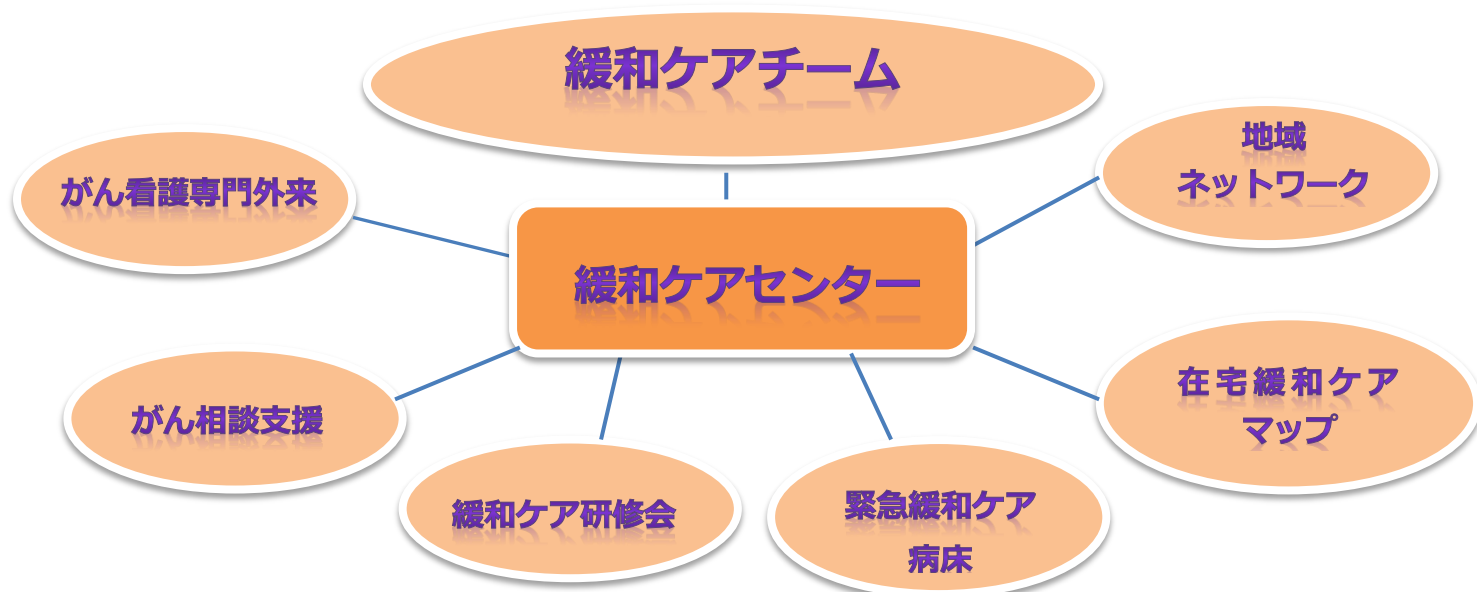 緩和ケアチーム
地域
ネットワーク
がん看護専門外来
緩和ケアセンター
在宅緩和ケア
マップ
がん相談支援
緩和ケア研修会
緊急緩和ケア
病床